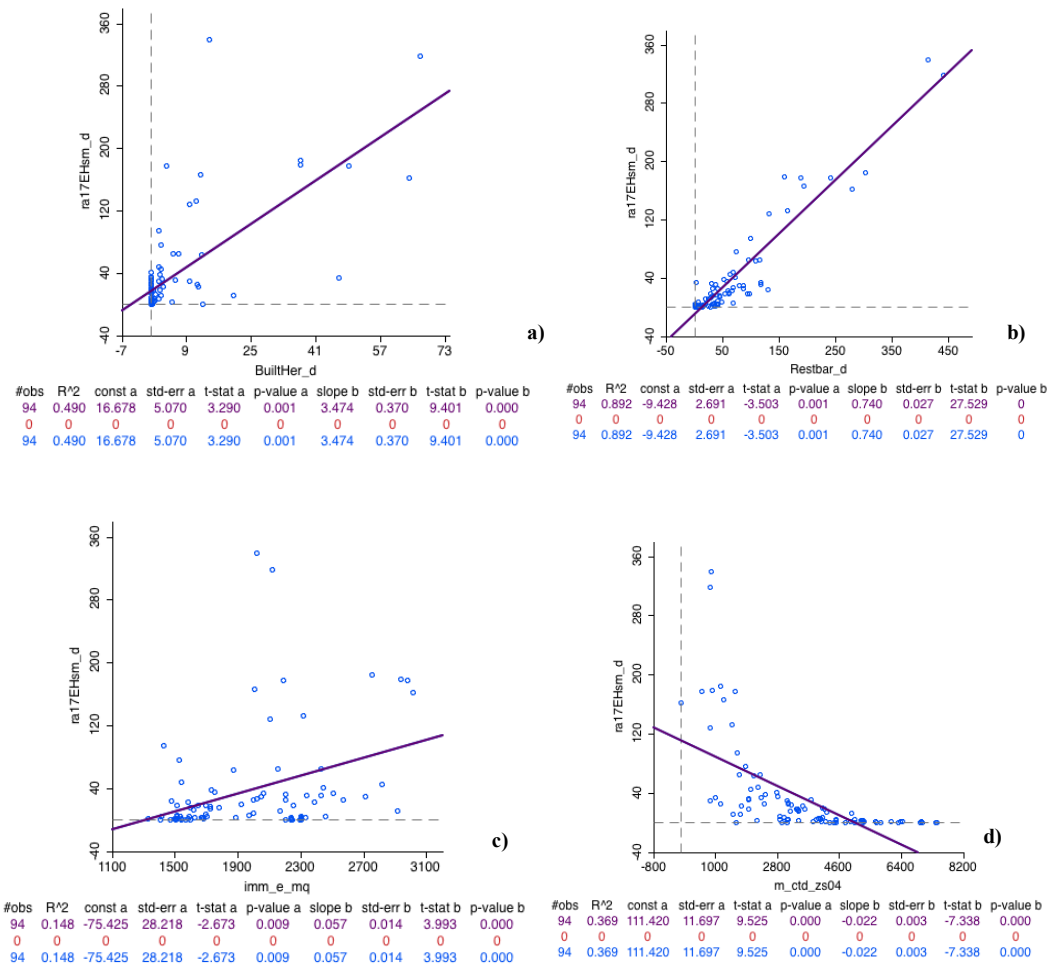 360
280
200
120
40
40
ra17EHsm_d
-7 9 25 41 57 73
BuiltHer_d
a)
#obs R^2 const a std-err a t-stat a p-value a slope b std-err b t-stat b p-value b
94 0.490 16.678 5.070 3.290 0.001 3.474 0.370 9.401 0.000
0 0 0 0 0 0 0 0 0 0
94 0.490 16.678 5.070 3.290 0.001 3.474 0.370 9.401 0.000
360
280
200
120
40
-40
ra17EHsm_d
-50 50 150 250 350 450
Restbar_d
b)
#obs R^2 const a std-err a t-stat a p-value a slope b std-err b t-stat b p-value b
94 0.892 -9.428 2.691 -3.503 0.001 0.740 0.027 27.529 0
0 0 0 0 0 0 0 0 0 0
94 0.892 -9.428 2.691 -3.503 0.001 0.740 0.027 27.529 0
360
280
200
120
40
-40
ra17EHsm_d
1100 1500 1900 2300 2700 3100
imm_e_mq
c)
#obs R^2 const a std-err a t-stat a p-value a slope b std-err b t-stat b p-value b
94 0.148 -75.425 28.218 -2.673 0.009 0.057 0.014 3.993 0.000
0 0 0 0 0 0 0 0 0 0
94 0.148 -75.425 28.218 -2.673 0.009 0.057 0.014 3.993 0.000
360
280
200
120
40
-40
ra17EHsm_d
-800 1000 2800 4600 6400 8200
m_ctd_zs04
d)
#obs R^2 const a std-err a t-stat a p-value a slope b std-err b t-stat b p-value b
94 0.369 111.420 11.697 9.525 0.000 -0.022 0.003 -7.338 0.000
0 0 0 0 0 0 0 0 0 0
94 0.369 111.420 11.697 9.525 0.000 -0.022 0.003 -7.338 0.000